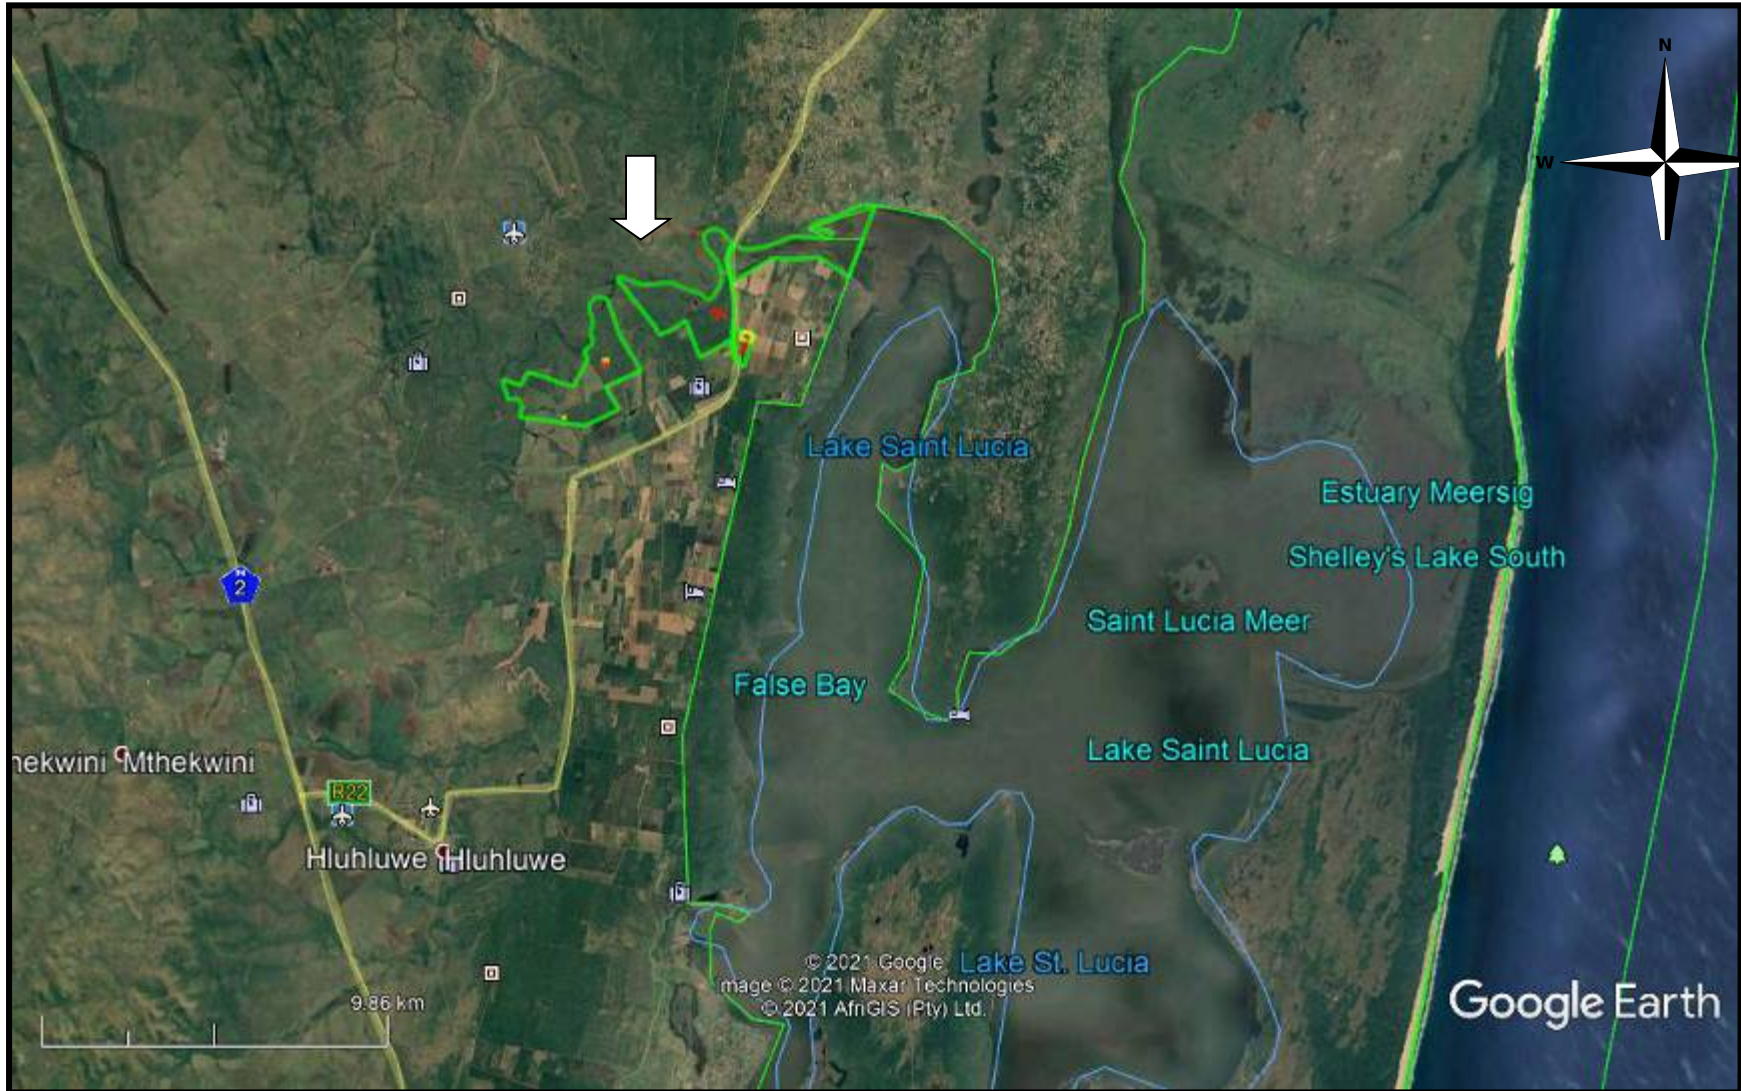 N
W
Lake Saint Lucia
Estuary Meersig
Shelley's Lake South
N
2
Saint Lucia Meer
False Bay
Lake Saint Lucia
hekwini Mthekwini
R22
Hluhluwe Hluhluwe
© 2021 Google
Lake St. Lucia
mage © 2021 Maxar Technologies
© 2021 AfriGIS (Pty) Ltd.
9.86 km
Google Earth